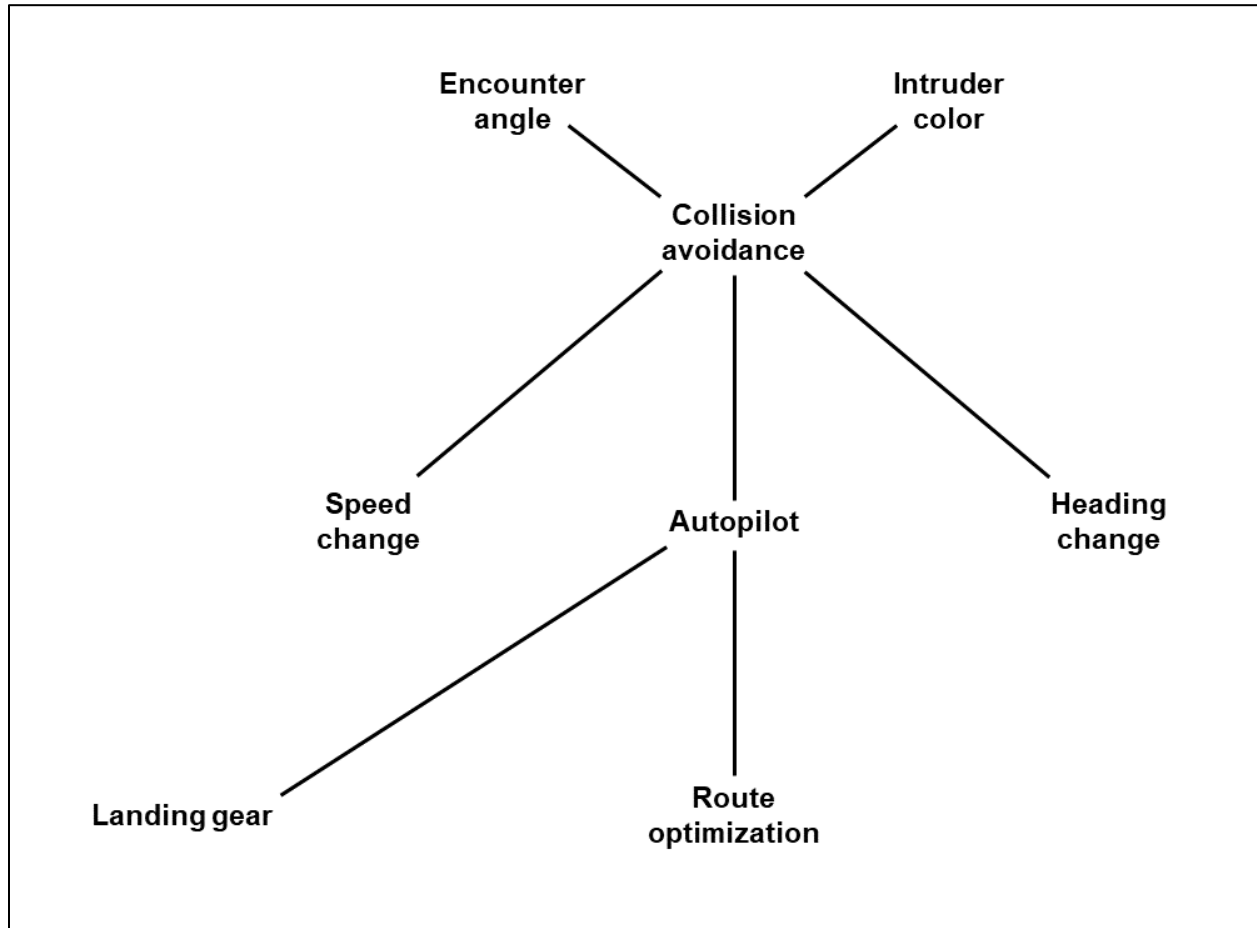 Encounter
angle
Intruder
color
Collision
avoidance
Speed
change
Autopilot
Heading
change
Landing gear
Route
optimization